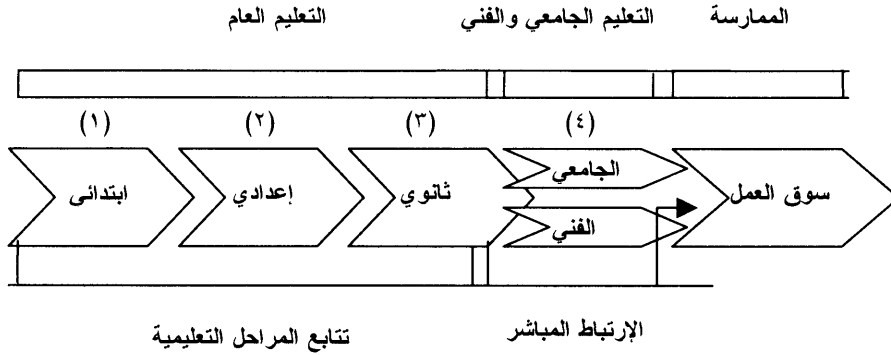 الممارسة التعليم الجامعي والفني التعليم العام
(١) (٢) (٣) (٤)
ابتدائى إعدادي ثانوي الجامعي سوق العمل
الفني
تتابع المراحل التعليمية الإرتباط المباشر